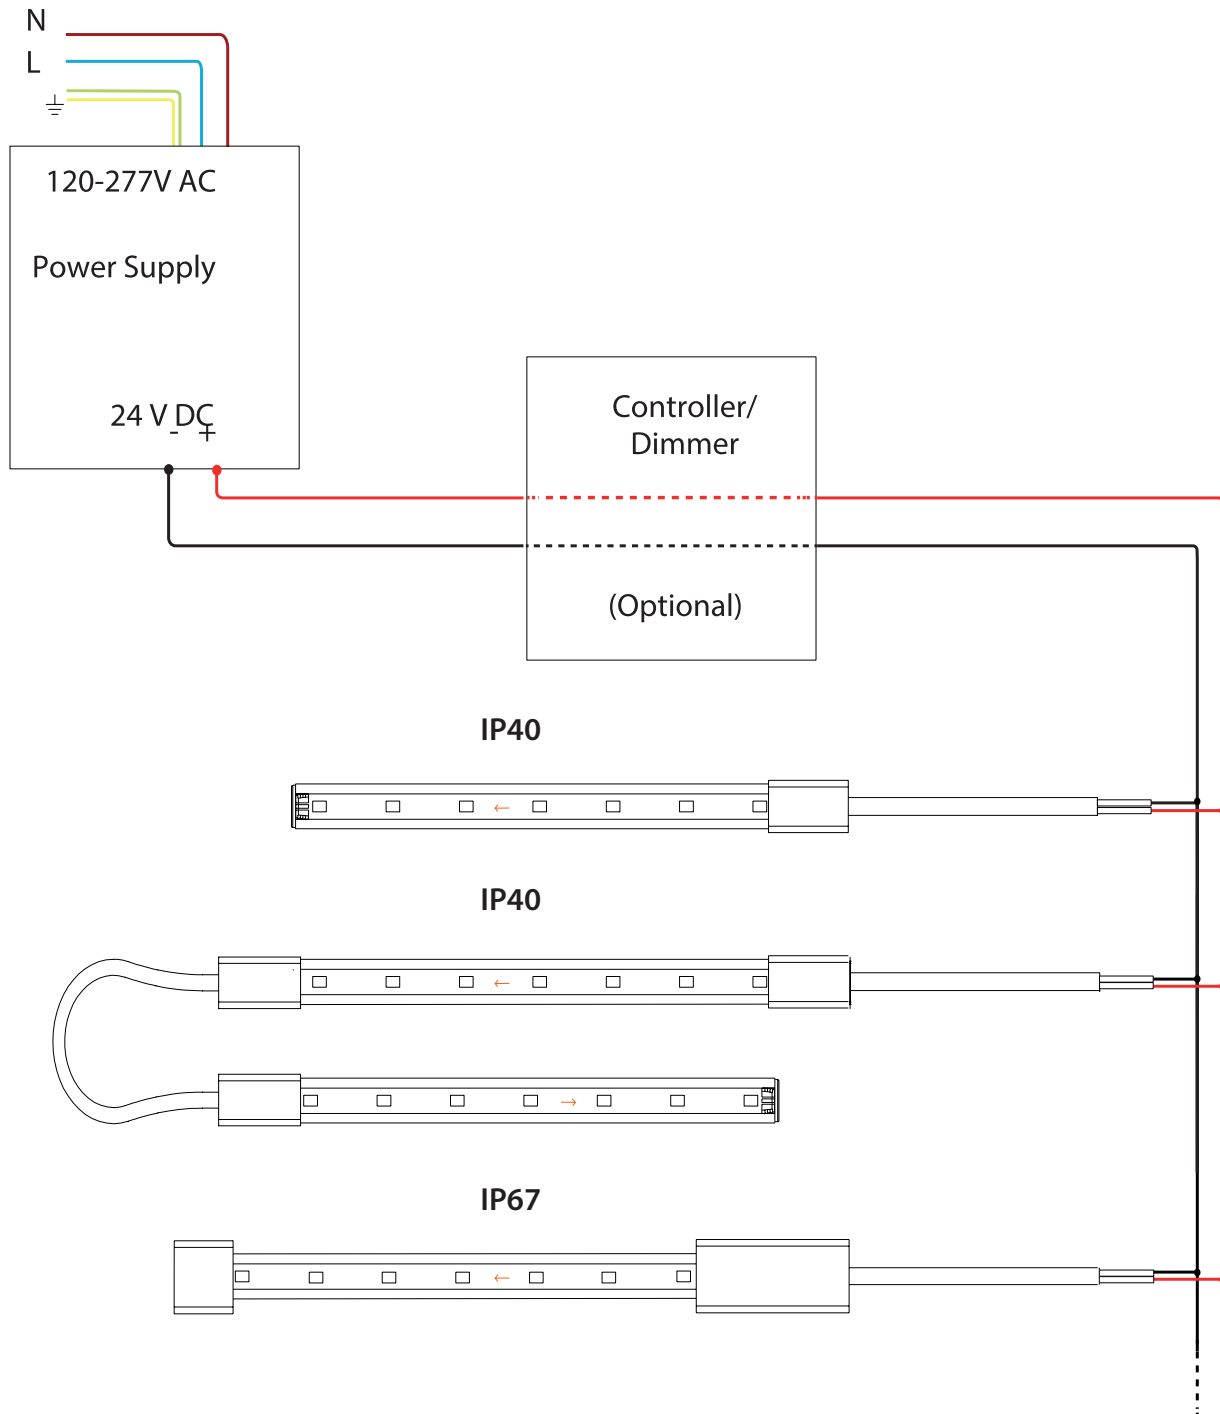 N
L
120-277V AC
Power Supply
24 V DC
- +
Controller/
Dimmer
(Optional)
IP40
IP40
IP67